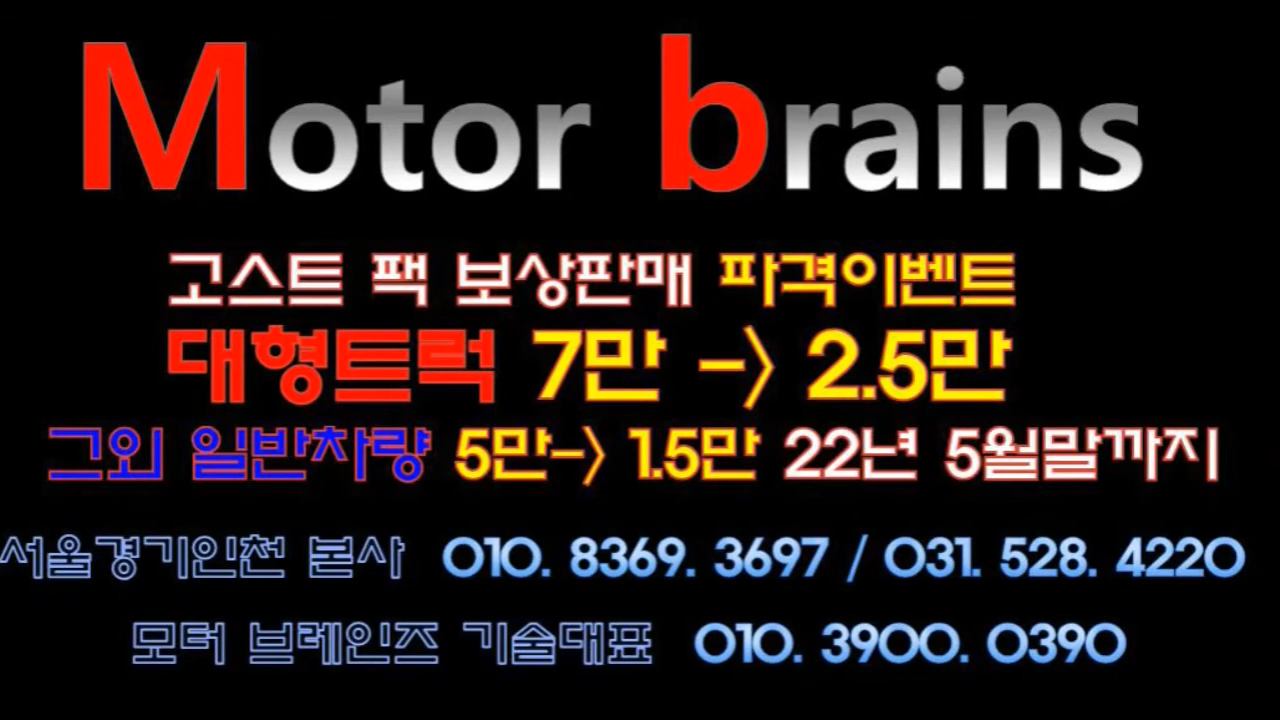 Motor brains
고스트 팩 보상판매 파격이벤트
대형트럭 7만 -> 2.5만
그외 일반차량 5만-> 1.5만 22년 5월말까지
서울경기인천 본사 010. 8369. 3697 / 031. 528. 4220
모터 브레인즈 기술대표 010. 3900. 0390